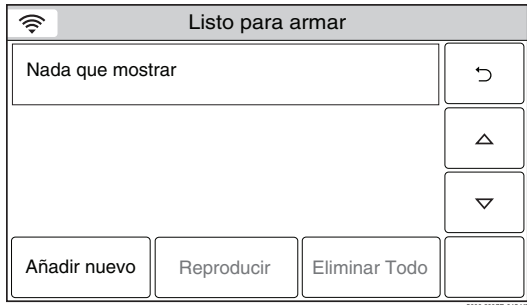 Listo para armar
Nada que mostrar
Añadir nuevo
Reproducir
Eliminar Todo